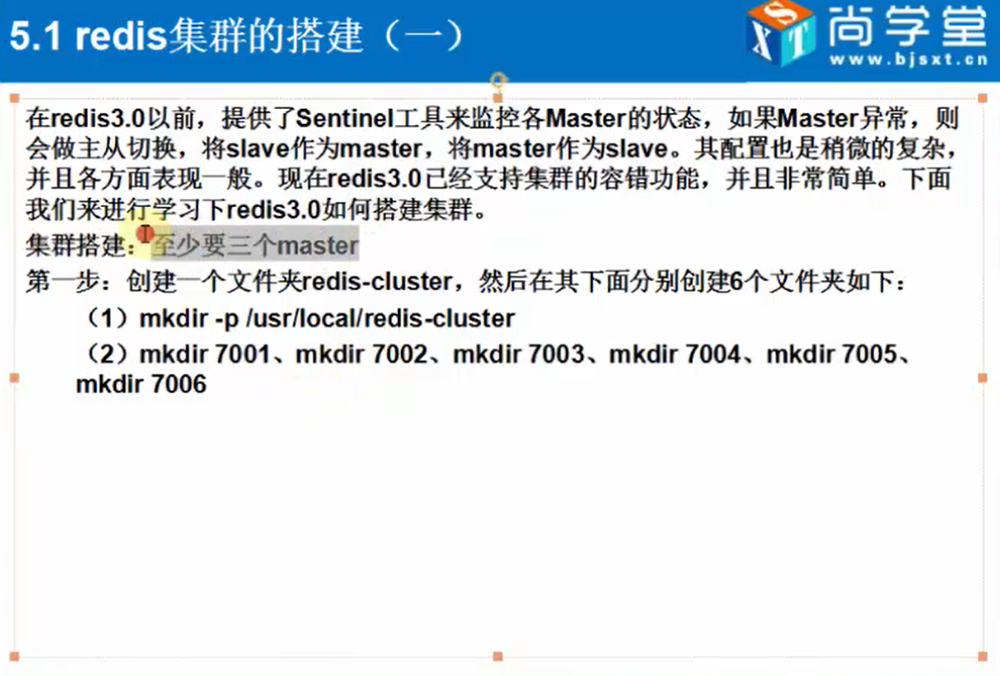 5.1 redis集群的搭建（一）
XST
尚学堂
www.bjsxt.cn
在redis3.0以前，提供了Sentinel工具来监控各Master的状态，如果Master异常，则
会做主从切换，将slave作为master，将master作为slave。其配置也是稍微的复杂，
并且各方面表现一般。现在redis3.0已经支持集群的容错功能，并且非常简单。下面
我们来进行学习下redis3.0如何搭建集群。
集群搭建：至少要三个master
第一步：创建一个文件夹redis-cluster，然后在其下面分别创建6个文件夹如下：
（1）mkdir -p /usr/local/redis-cluster
（2）mkdir 7001、mkdir 7002、mkdir 7003、mkdir 7004、mkdir 7005、
mkdir 7006